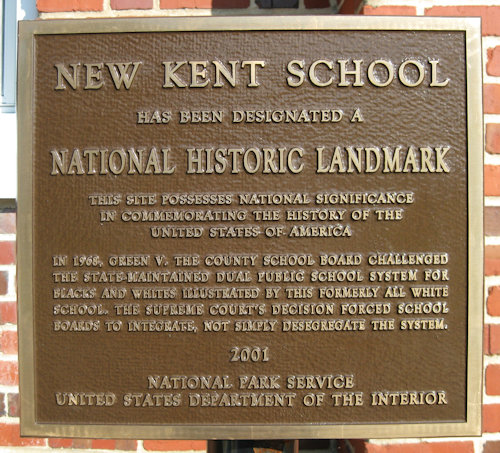 NEW KENT SCHOOL
HAS BEEN DESIGNATED A
NATIONAL HISTORIC LANDMARK
THIS SITE POSSESSES NATIONAL SIGNIFICANCE
IN COMMEMORATING THE HISTORY OF THE
UNITED STATES OF AMERICA
IN 1968, GREEN V. THE COUNTY SCHOOL BOARD CHALLENGED
THE STATE-MAINTAINED DUAL PUBLIC SCHOOL SYSTEM FOR
BLACKS AND WHITES ILLUSTRATED BY THIS FORMERLY ALL WHITE
SCHOOL. THE SUPREME COURT'S DECISION FORCED SCHOOL
BOARDS TO INTEGRATE, NOT SIMPLY DESEGREGATE THE SYSTEM.
2001
NATIONAL PARK SERVICE
UNITED STATES DEPARTMENT OF THE INTERIOR